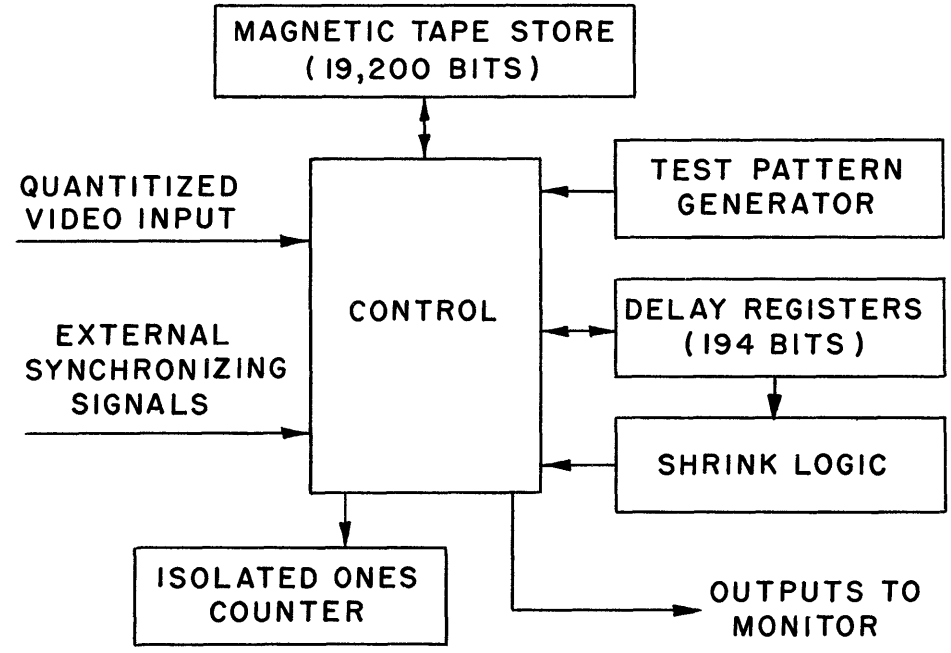 MAGNETIC TAPE STORE
(19,200 BITS)
QUANTITIZED
VIDEO INPUT
TEST PATTERN
GENERATOR
CONTROL
DELAY REGISTERS
(194 BITS)
EXTERNAL
SYNCHRONIZING
SIGNALS
SHRINK LOGIC
ISOLATED ONES
COUNTER
OUTPUTS TO
MONITOR